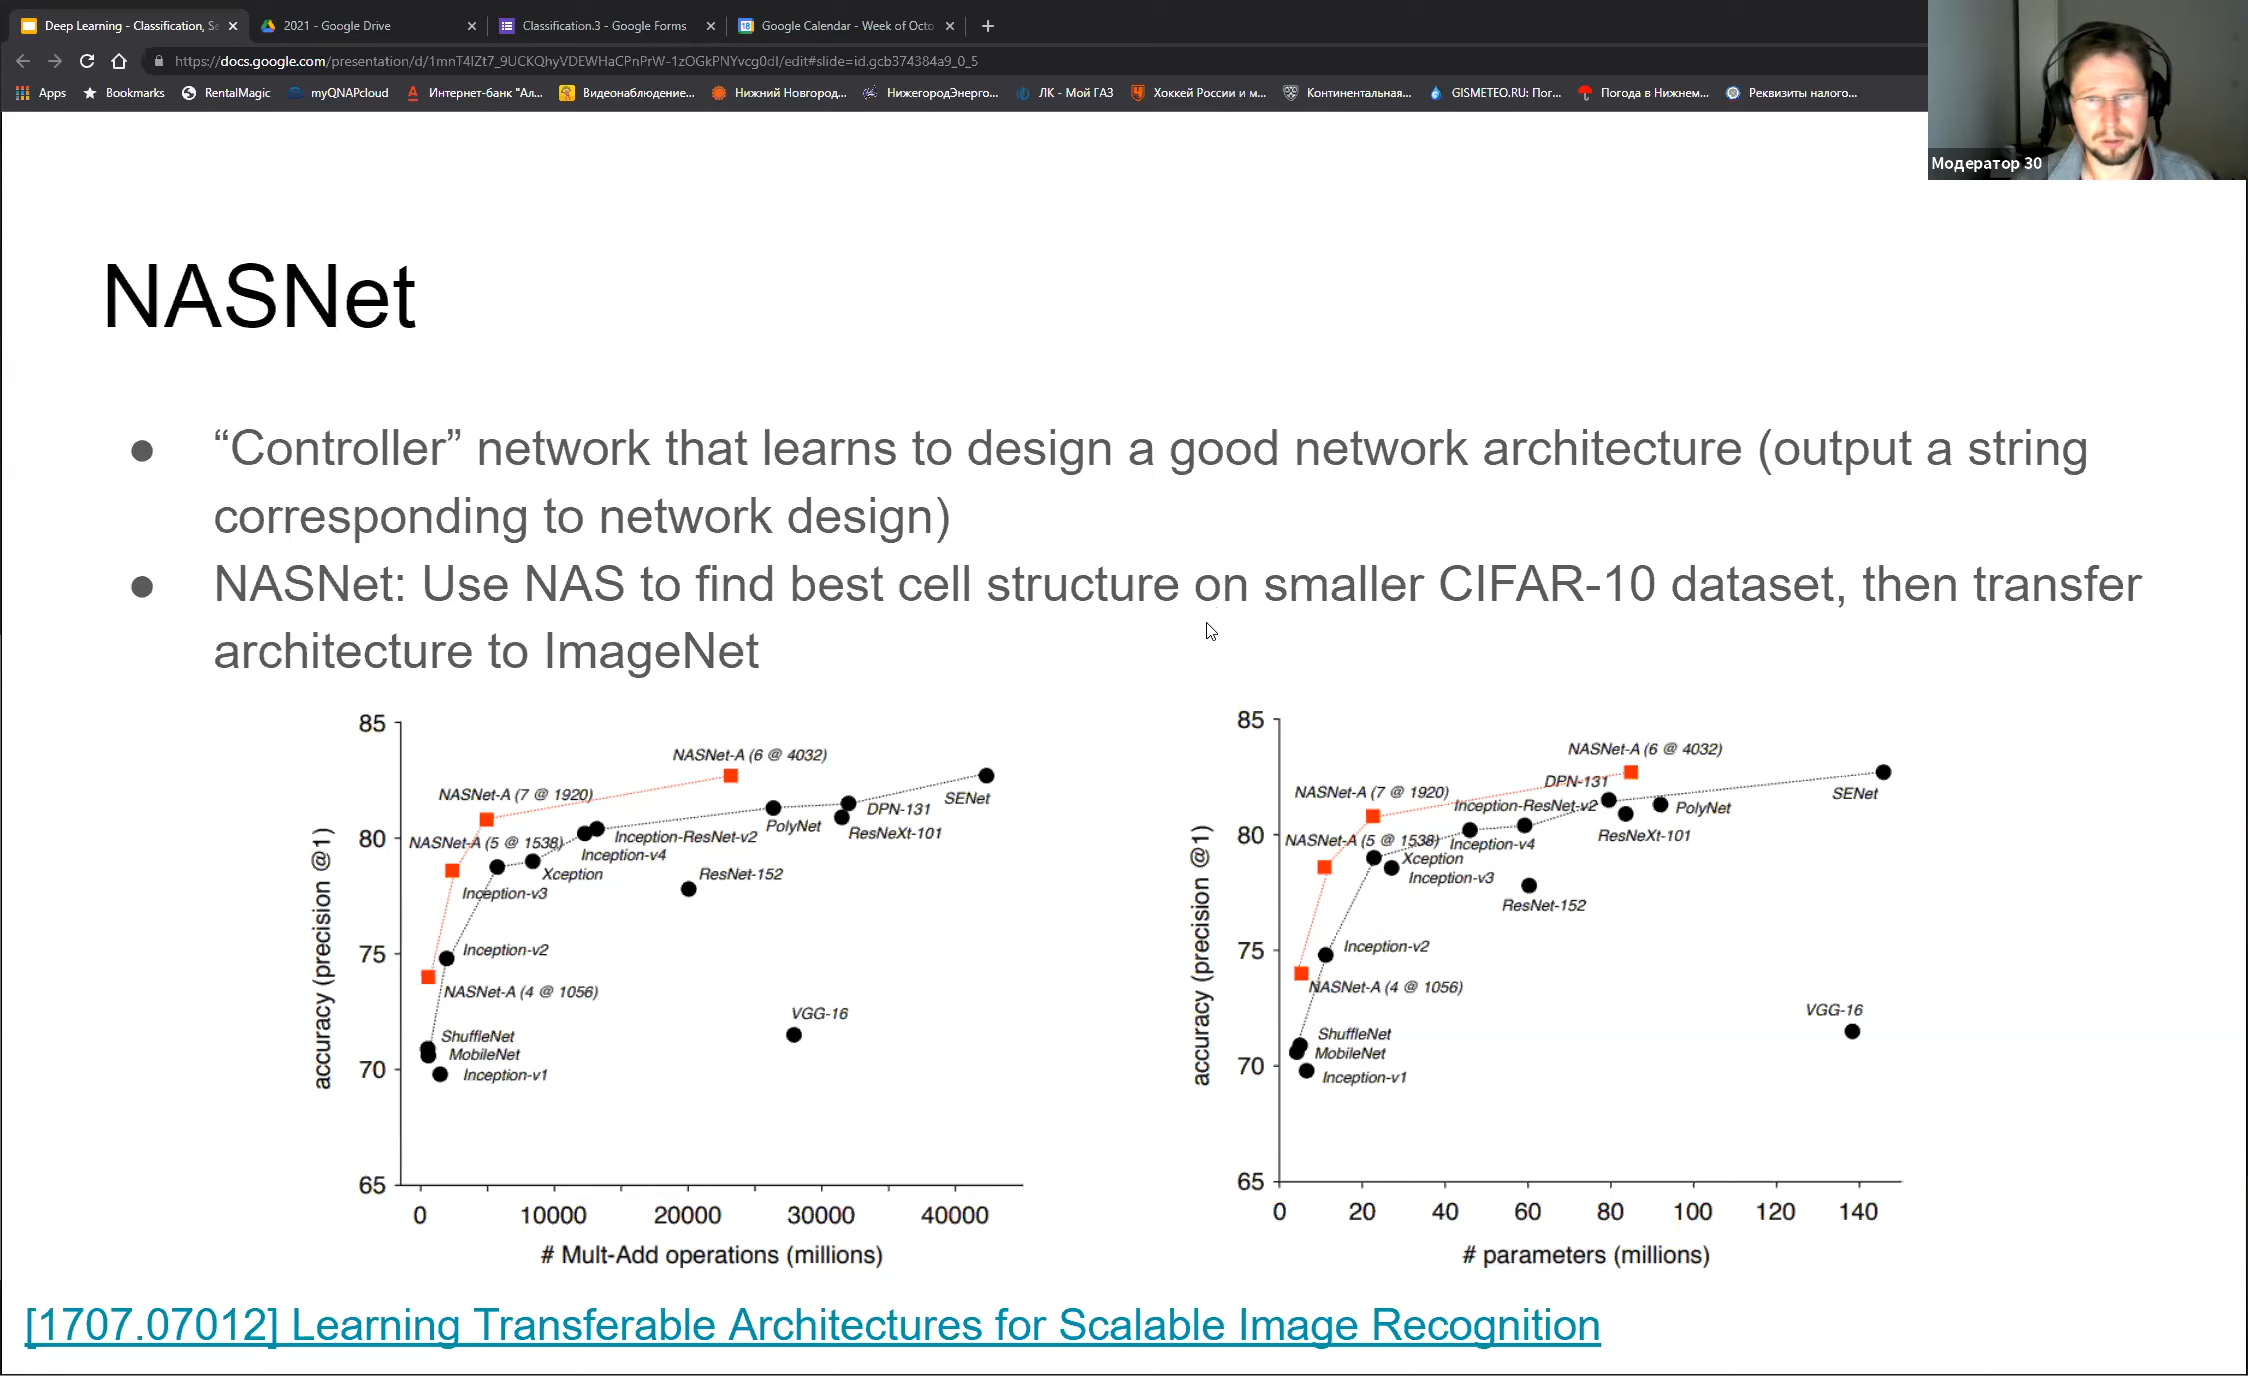 Deep Learning - Classification, Se
2021 - Google Drive
Classification.3 - Google Forms
Google Calendar - Week of Octo
https://docs.google.com/presentation/d/1mnT4lZt7_9UCKQhyVDEWHaCPnPrW-1zOGkPNYvcg0dI/edit#slide=id.gcb374384a9_0_5
Apps
Bookmarks
RentalMagic
myQNAPcloud
Интернет-банк "Ал...
Видеонаблюдение...
Нижний Новгород...
НижегородЭнерго...
ЛК - Мой ГАЗ
Хоккей России и м...
Континентальная...
GISMETEO.RU: Пог...
Погода в Нижнем...
Реквизиты налого...
Модератор 30
NASNet
● “Controller” network that learns to design a good network architecture (output a string
corresponding to network design)
● NASNet: Use NAS to find best cell structure on smaller CIFAR-10 dataset, then transfer
architecture to ImageNet
85
80
75
70
65
accuracy (precision @1)
NASNet-A (6 @ 4032)
NASNet-A (7 @ 1920)
SENet
DPN-131
PolyNet
ResNeXt-101
Inception-ResNet-v2
NASNet-A (5 @ 1538)
Inception-v4
Xception
ResNet-152
Inception-v3
Inception-v2
NASNet-A (4 @ 1056)
VGG-16
ShuffleNet
MobileNet
Inception-v1
0 10000 20000 30000 40000
# Mult-Add operations (millions)
85
80
75
70
65
accuracy (precision @1)
NASNet-A (6 @ 4032)
DPN-131
NASNet-A (7 @ 1920)
SENet
Inception-ResNet-v2
PolyNet
ResNeXt-101
NASNet-A (5 @ 1538)
Inception-v4
Xception
Inception-v3
ResNet-152
Inception-v2
NASNet-A (4 @ 1056)
VGG-16
ShuffleNet
MobileNet
Inception-v1
0 20 40 60 80 100 120 140
# parameters (millions)
[1707.07012] Learning Transferable Architectures for Scalable Image Recognition